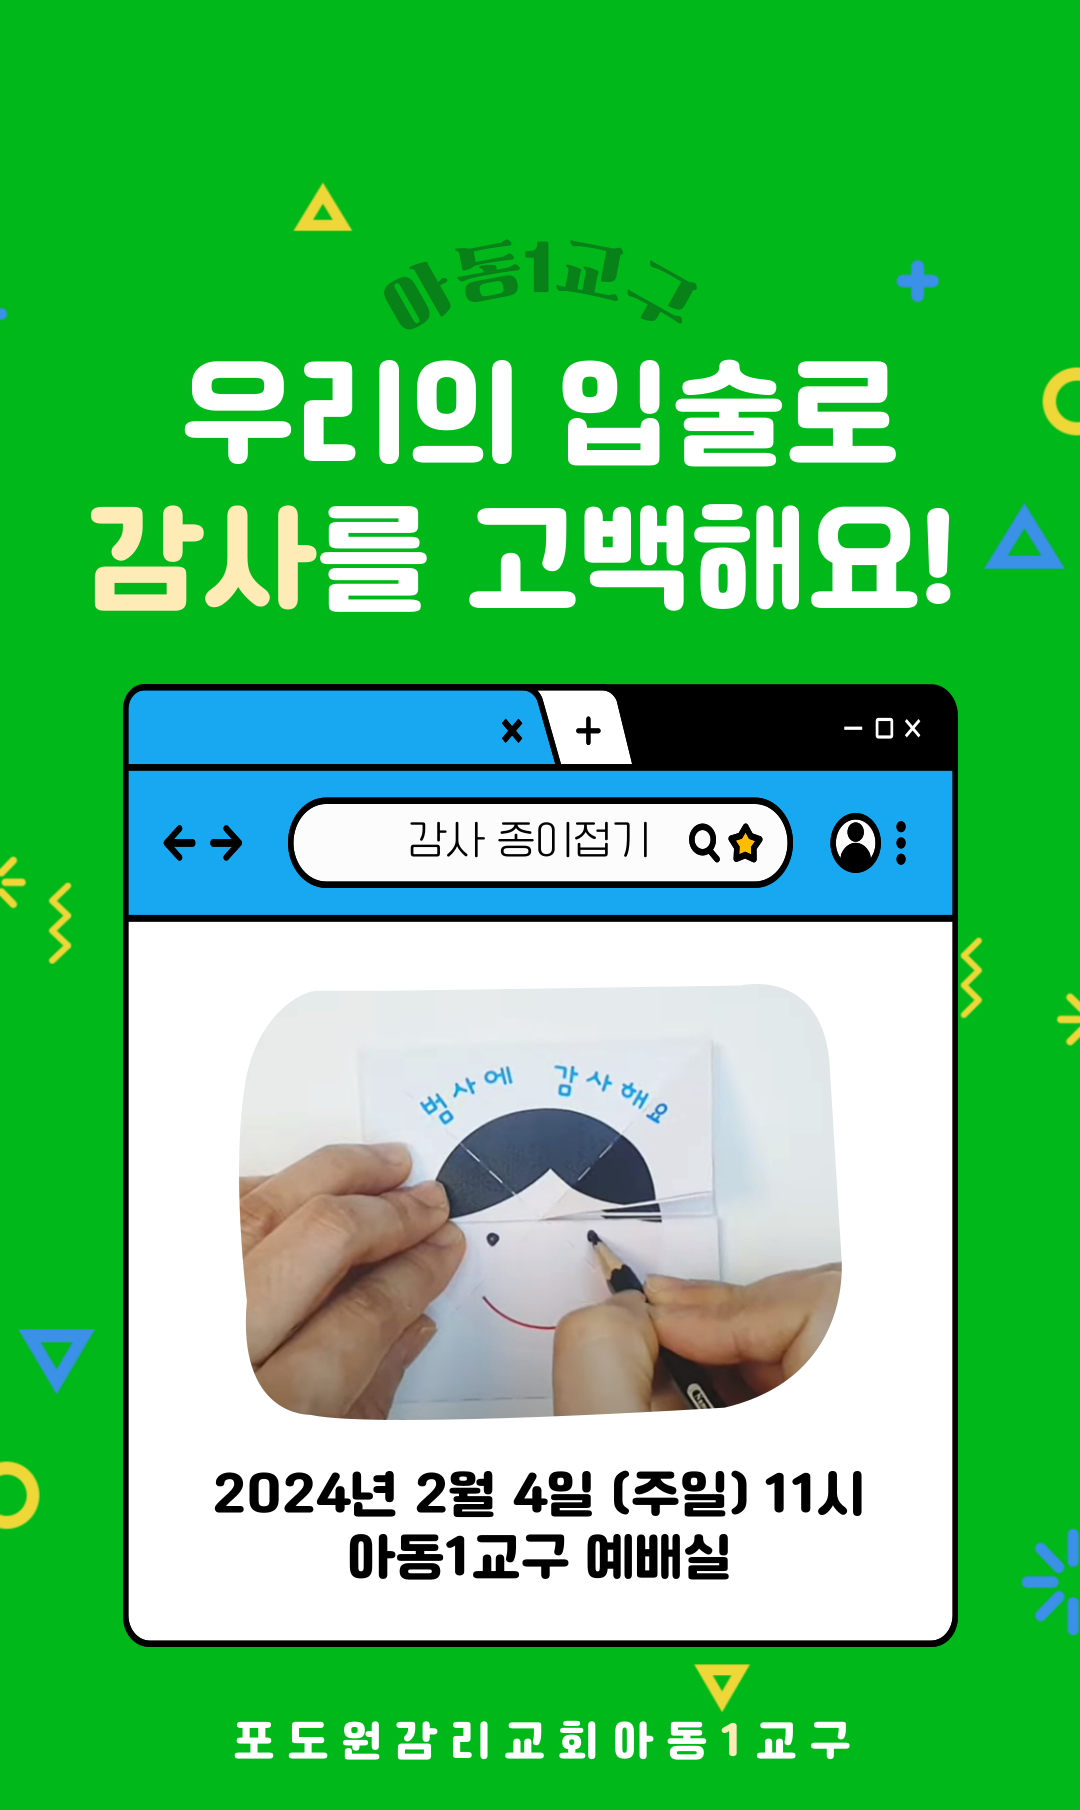 아동1교구
우리의 입술로
감사를 고백해요!
감사 종이접기
범사에 감사해요
2024년 2월 4일 (주일) 11시
아동1교구 예배실
포도원감리교회아동1교구